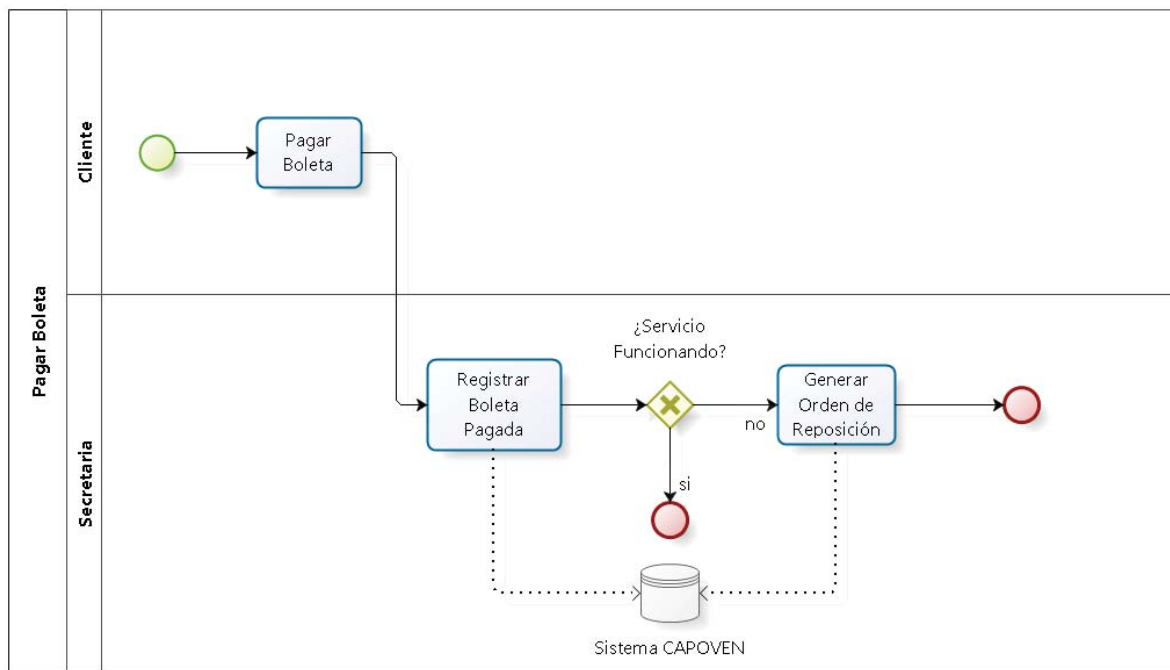 Pagar Boleta
Cliente
Pagar
Boleta
Secretaria
¿Servicio
Funcionando?
Registrar
Boleta
Pagada
no
Generar
Orden de
Reposición
si
Sistema CAPOVEN